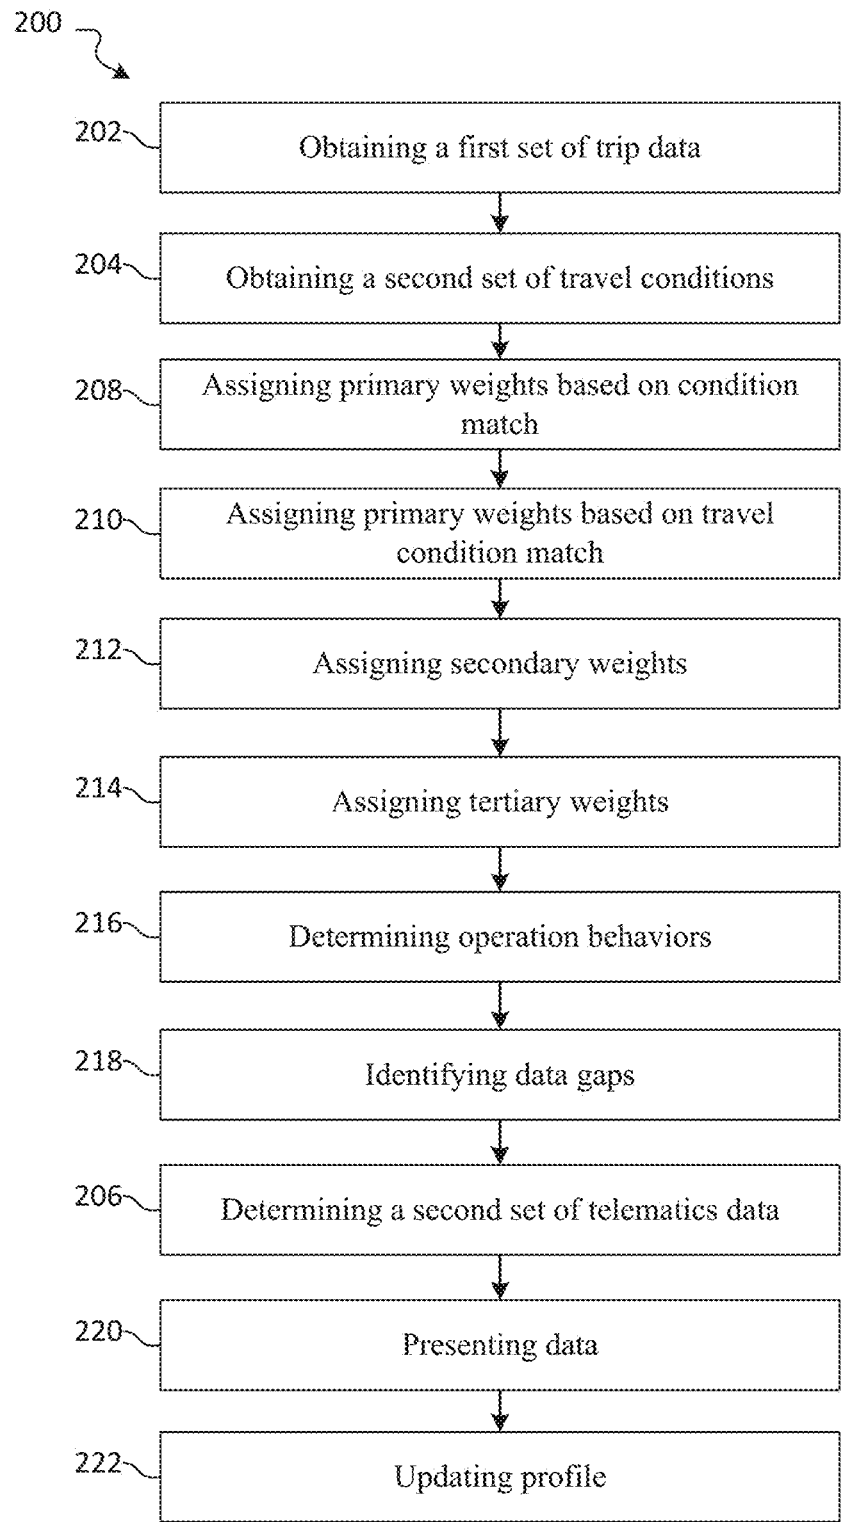 200
202
Obtaining a first set of trip data
204
Obtaining a second set of travel conditions
208
Assigning primary weights based on condition
match
210
Assigning primary weights based on travel
condition match
212
Assigning secondary weights
214
Assigning tertiary weights
216
Determining operation behaviors
218
Identifying data gaps
206
Determining a second set of telematics data
220
Presenting data
222
Updating profile